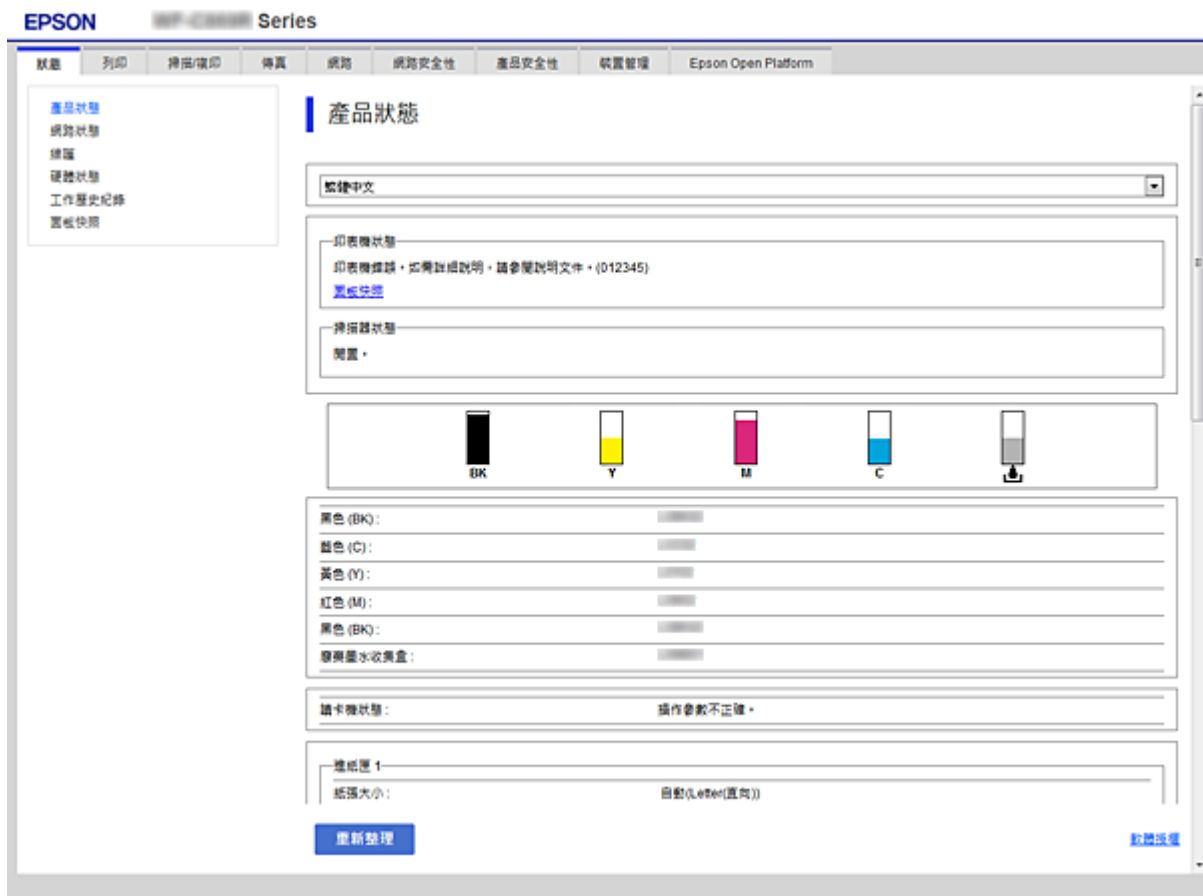 EPSON Series
狀態 列印 掃描/複印 傳真 網路 網路安全性 產品安全性 裝置管理 Epson Open Platform
產品狀態
網路狀態
線匯
硬體狀態
工作歷史紀錄
面板快照
產品狀態
繁體中文
印表機狀態
印表機錯誤。如需詳細說明，請參閱說明文件。(012345)
面板快照
掃描器狀態
閒置。
BK Y M C
黑色 (BK) :
藍色 (C) :
黃色 (Y) :
紅色 (M) :
黑色 (BK) :
廢棄墨水收集盒 :
讀卡機狀態 : 操作參數不正確。
進紙匣 1
紙張大小 : 自動(Letter(直向))
重新整理 軟體授權